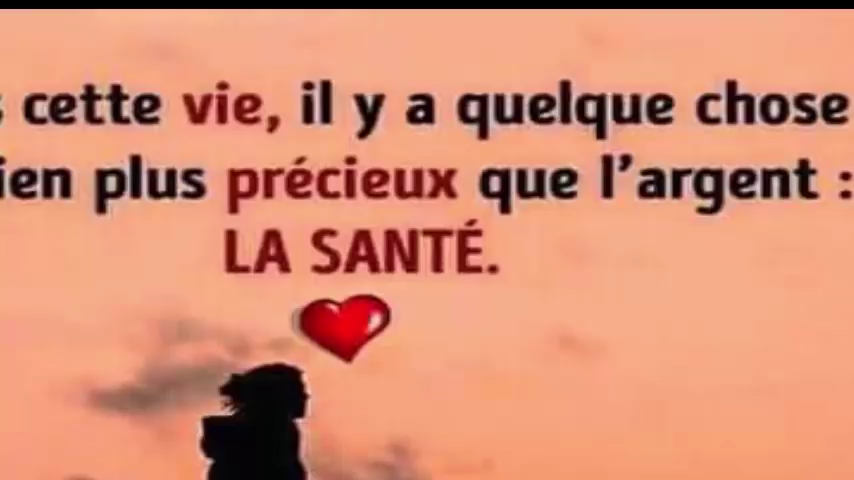 s cette vie, il y a quelque chose
ien plus précieux que l'argent :
LA SANTÉ.